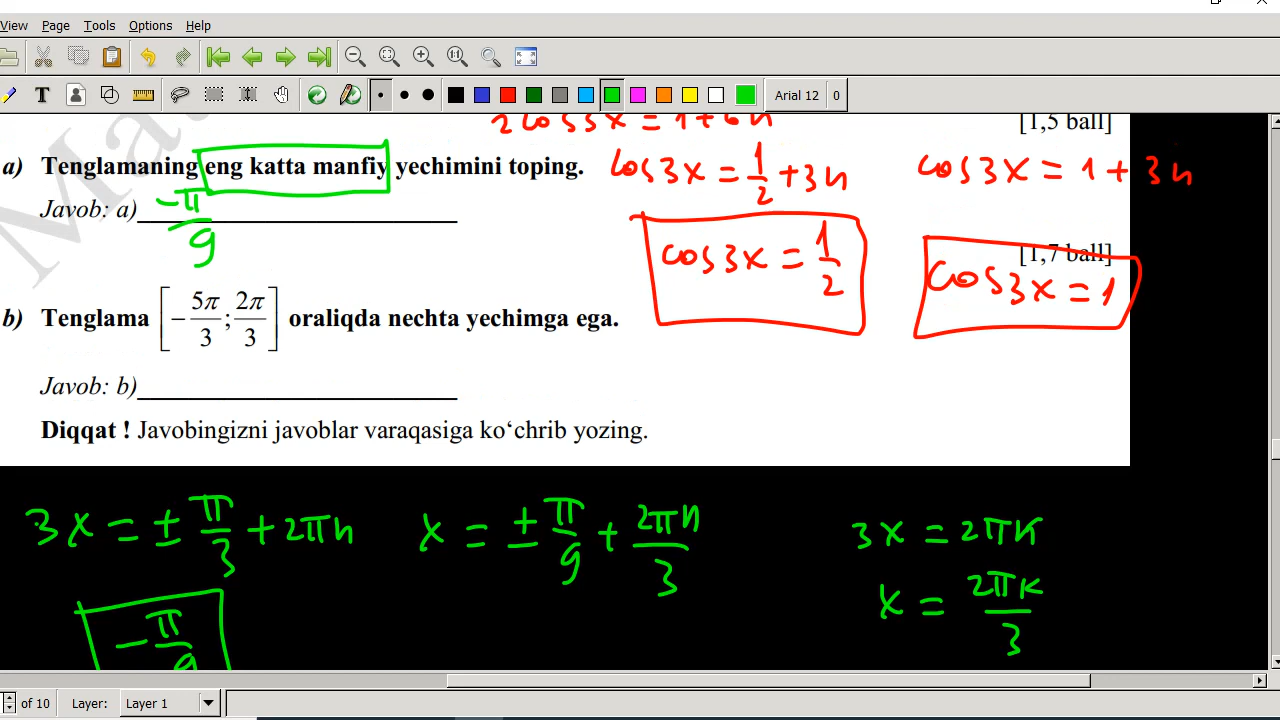 View Page Tools Options Help
Arial 12 0
2cos3x = 1 + 6n
[1,5 ball]
a) Tenglamaning eng katta manfiy yechimini toping.
cos3x = 1/2 + 3n
cos3x = 1 + 3n
Javob: a)
-π/9
cos3x = 1/2
[1,7 ball]
cos3x = 1
b) Tenglama [-5π/3; 2π/3] oraliqda nechta yechimga ega.
Javob: b)
Diqqat ! Javobingizni javoblar varaqasiga ko‘chrib yozing.
3x = ± π/3 + 2πn
x = ± π/9 + 2πn/3
3x = 2πk
x = 2πk/3
-π/9
of 10 Layer: Layer 1